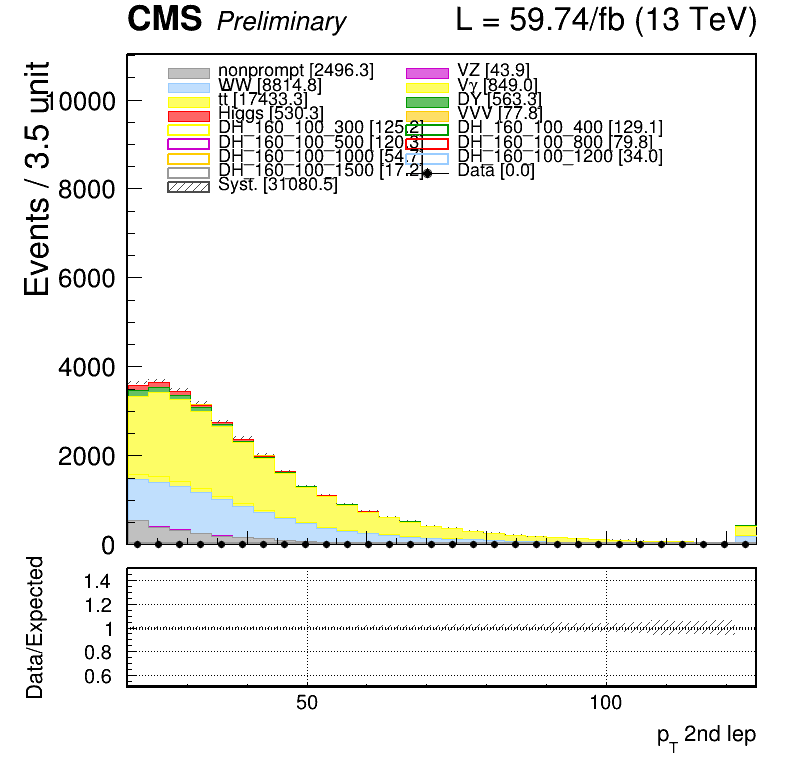 CMS Preliminary L = 59.74/fb (13 TeV)
Events / 3.5 unit
nonprompt [2496.3] VZ [43.9]
WW [8814.8] Vγ [849.0]
tt [17433.3] DY [563.3]
Higgs [530.3] VVV [77.8]
DH_160_100_300 [125.2] DH_160_100_400 [129.1]
DH_160_100_500 [120.3] DH_160_100_800 [79.8]
DH_160_100_1000 [54.7] DH_160_100_1200 [34.0]
DH_160_100_1500 [17.2] Data [0.0]
Syst. [31080.5]
10000
8000
6000
4000
2000
0
Data/Expected
1.4
1.2
1
0.8
0.6
50 100
p_T 2nd lep